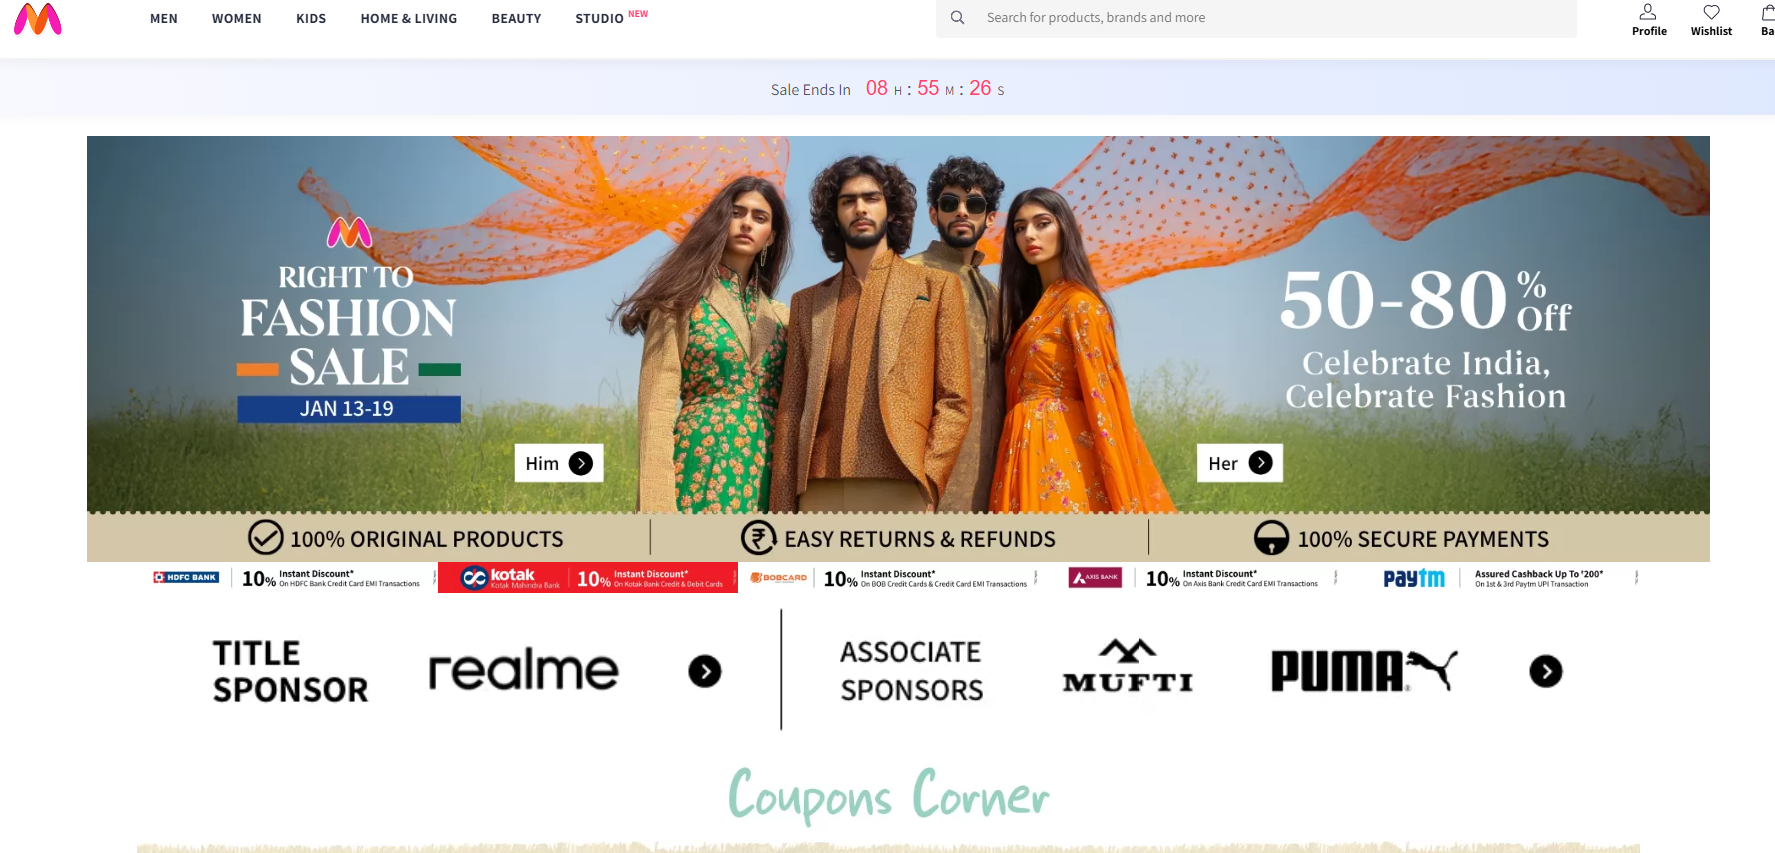 MEN WOMEN KIDS HOME & LIVING BEAUTY STUDIO NEW
Search for products, brands and more
Profile Wishlist Ba
Sale Ends In 08 H : 55 M : 26 S
RIGHT TO
FASHION
SALE
JAN 13-19
Him
50-80% Off
Celebrate India,
Celebrate Fashion
Her
100% ORIGINAL PRODUCTS
EASY RETURNS & REFUNDS
100% SECURE PAYMENTS
HDFC BANK
10% Instant Discount*
On HDFC Bank Credit Card EMI Transactions
kotak
Kotak Mahindra Bank
10% Instant Discount*
On Kotak Bank Credit & Debit Cards
BOBCARD
10% Instant Discount*
On BOB Credit Cards & Credit Card EMI Transactions
AXIS BANK
10% Instant Discount*
On Axis Bank Credit Card EMI Transactions
paytm
Assured Cashback Up To ₹200*
On 1st & 3rd Paytm UPI Transaction
TITLE
SPONSOR
realme
ASSOCIATE
SPONSORS
MUFTI
PUMA®
Coupons Corner